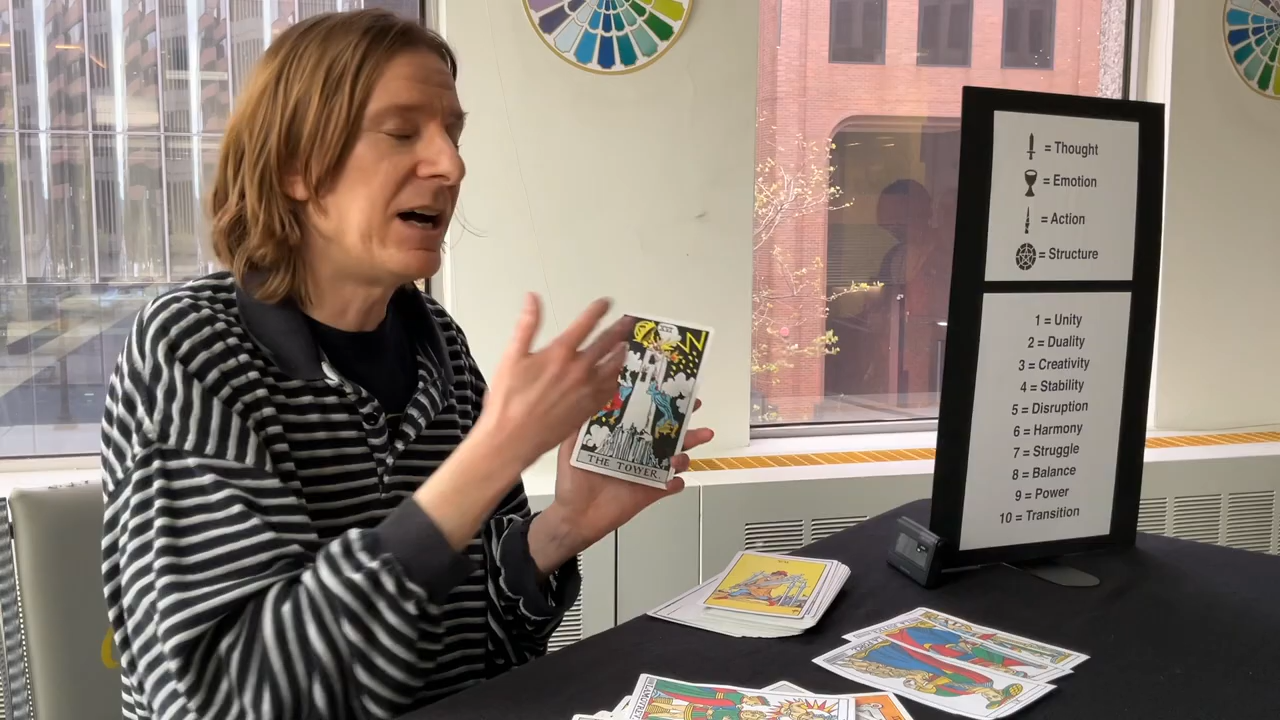 = Thought
= Emotion
= Action
= Structure
1 = Unity
2 = Duality
3 = Creativity
4 = Stability
5 = Disruption
6 = Harmony
7 = Struggle
8 = Balance
9 = Power
10 = Transition
XVI
THE TOWER.